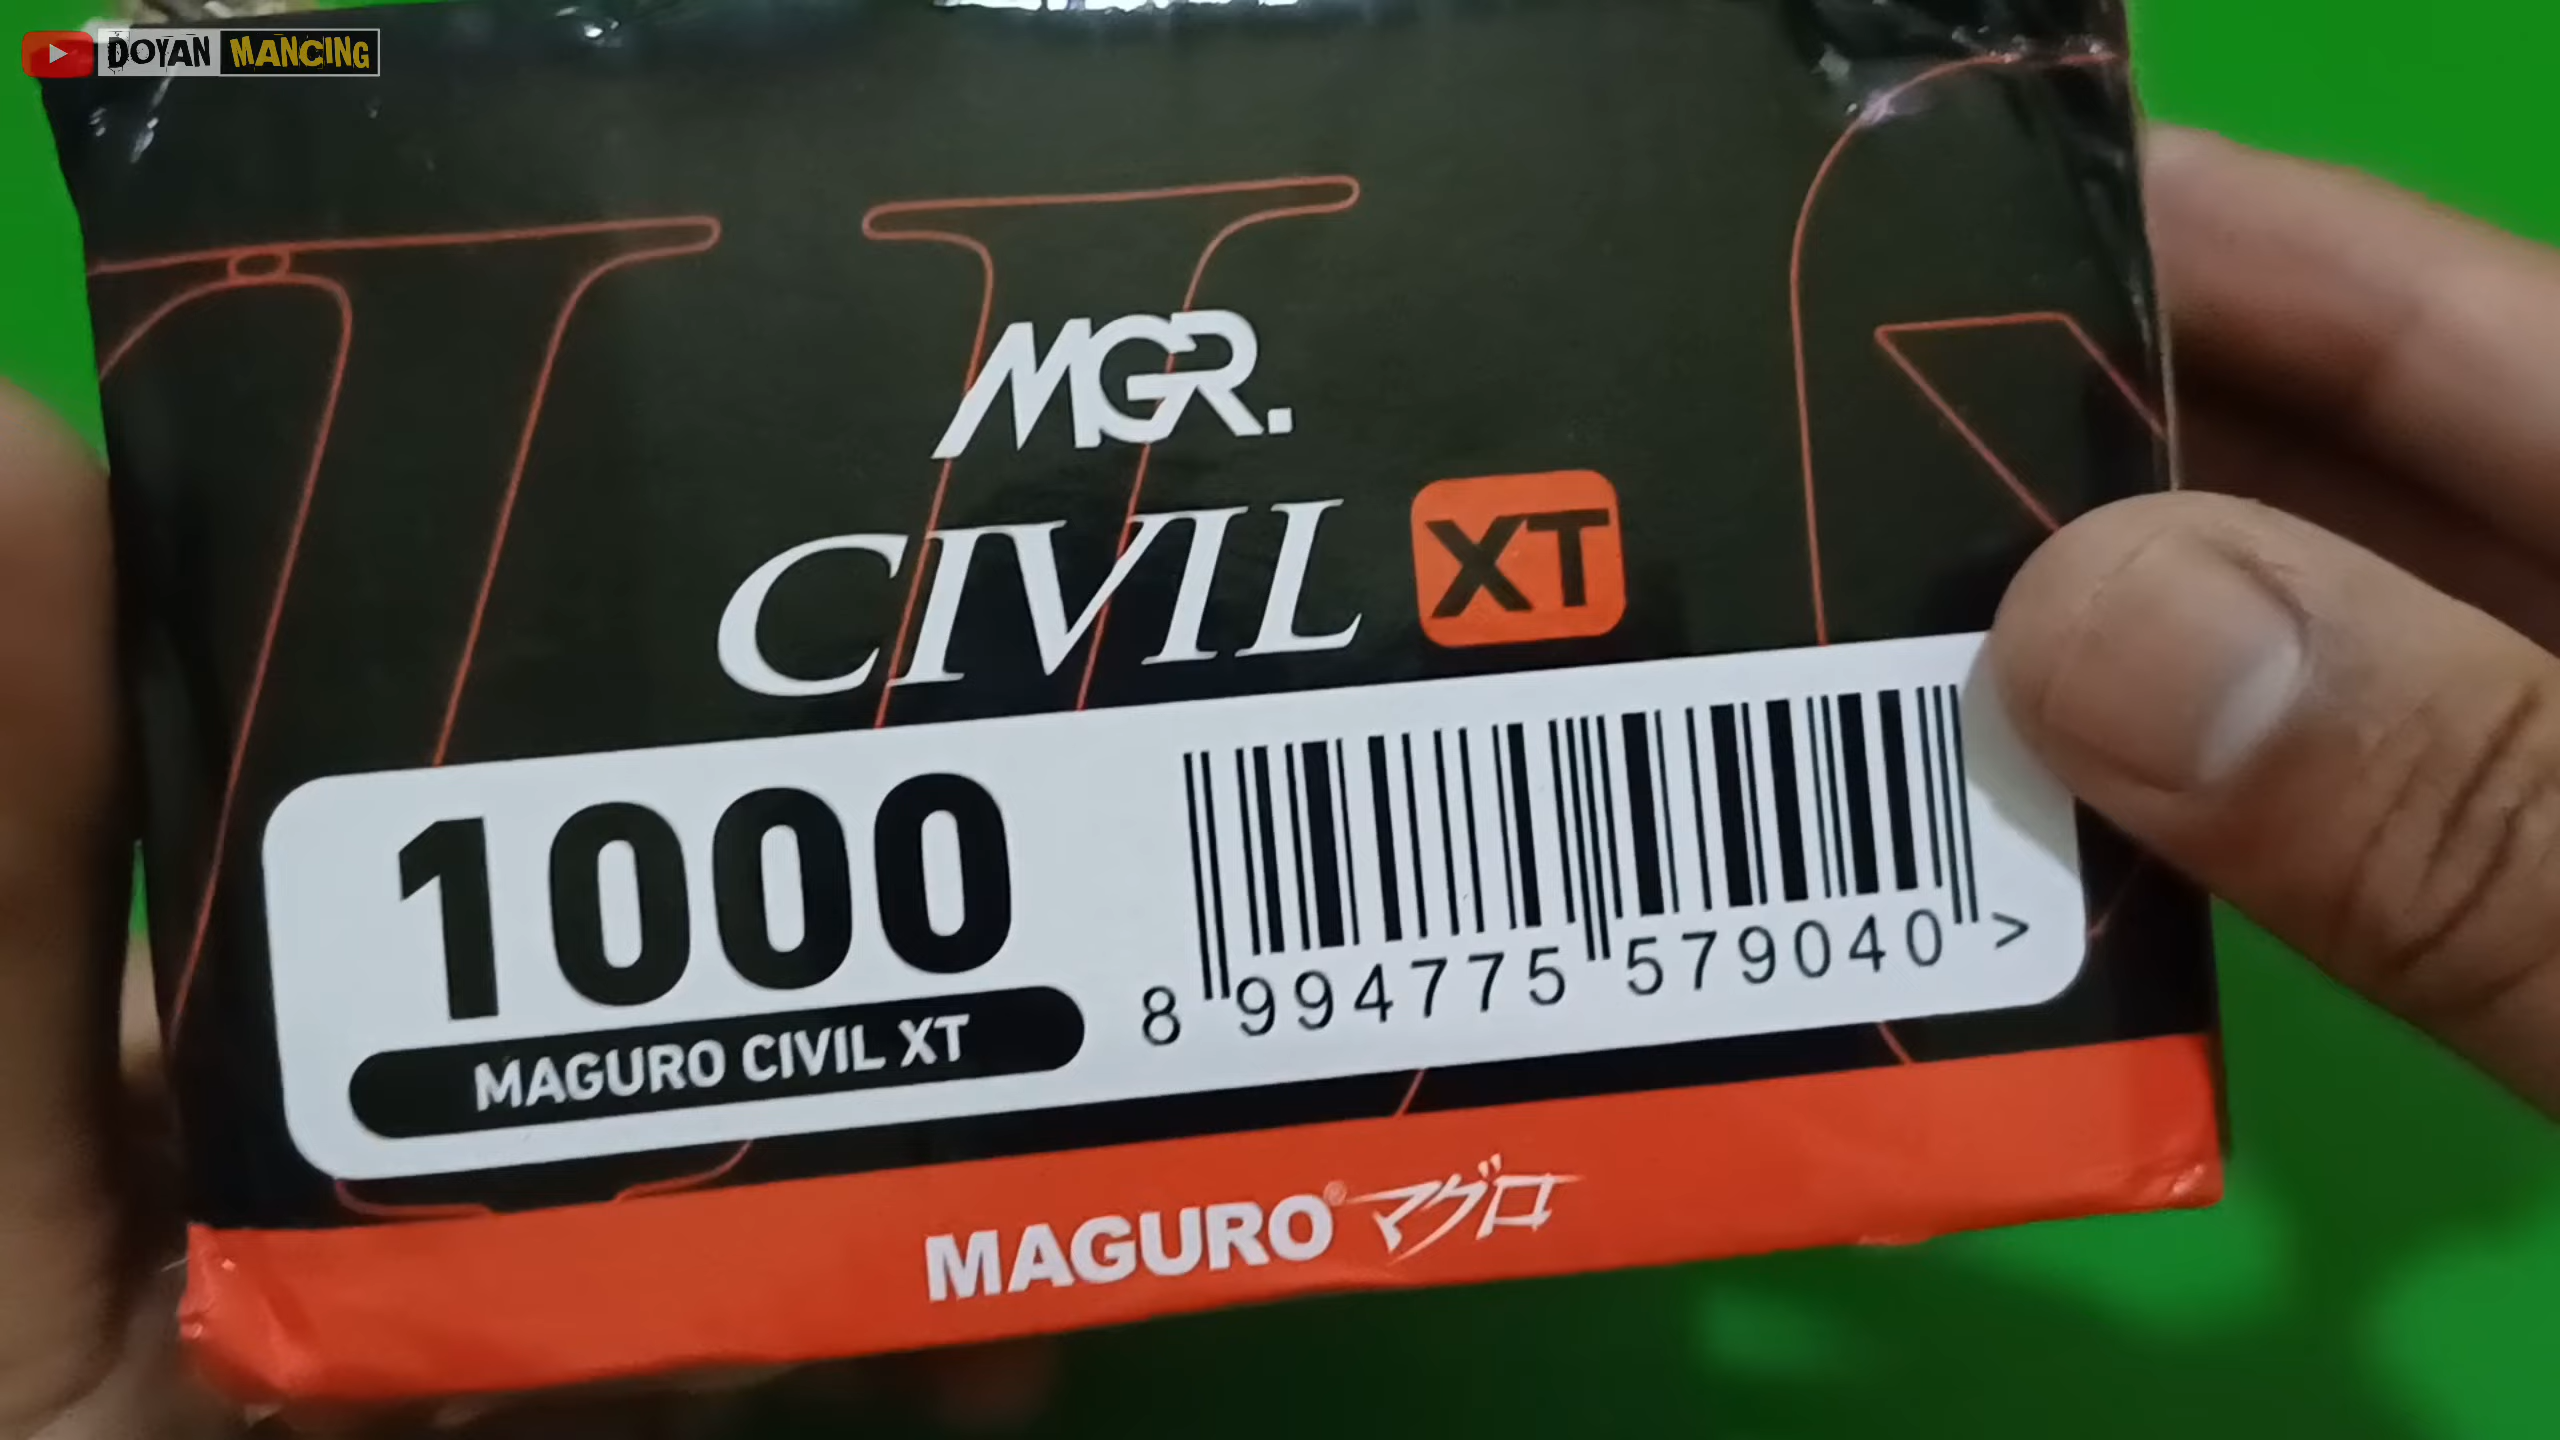 DOYAN MANCING
MGR.
CIVIL XT
1000
MAGURO CIVIL XT
8 994775 579040 >
MAGURO® マグロ